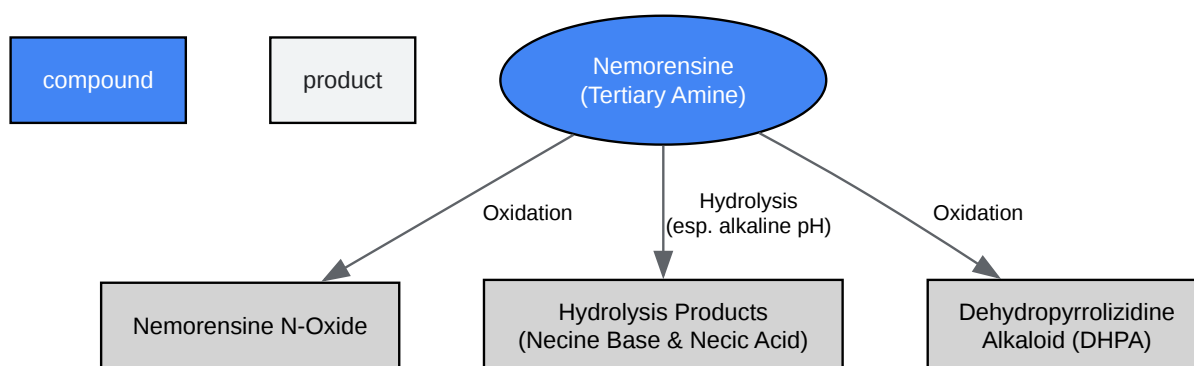 compound
product
Nemorensine
(Tertiary Amine)
Oxidation
Hydrolysis
(esp. alkaline pH)
Oxidation
Nemorensine N-Oxide
Hydrolysis Products
(Necine Base & Necic Acid)
Dehydropyrrolizidine
Alkaloid (DHPA)